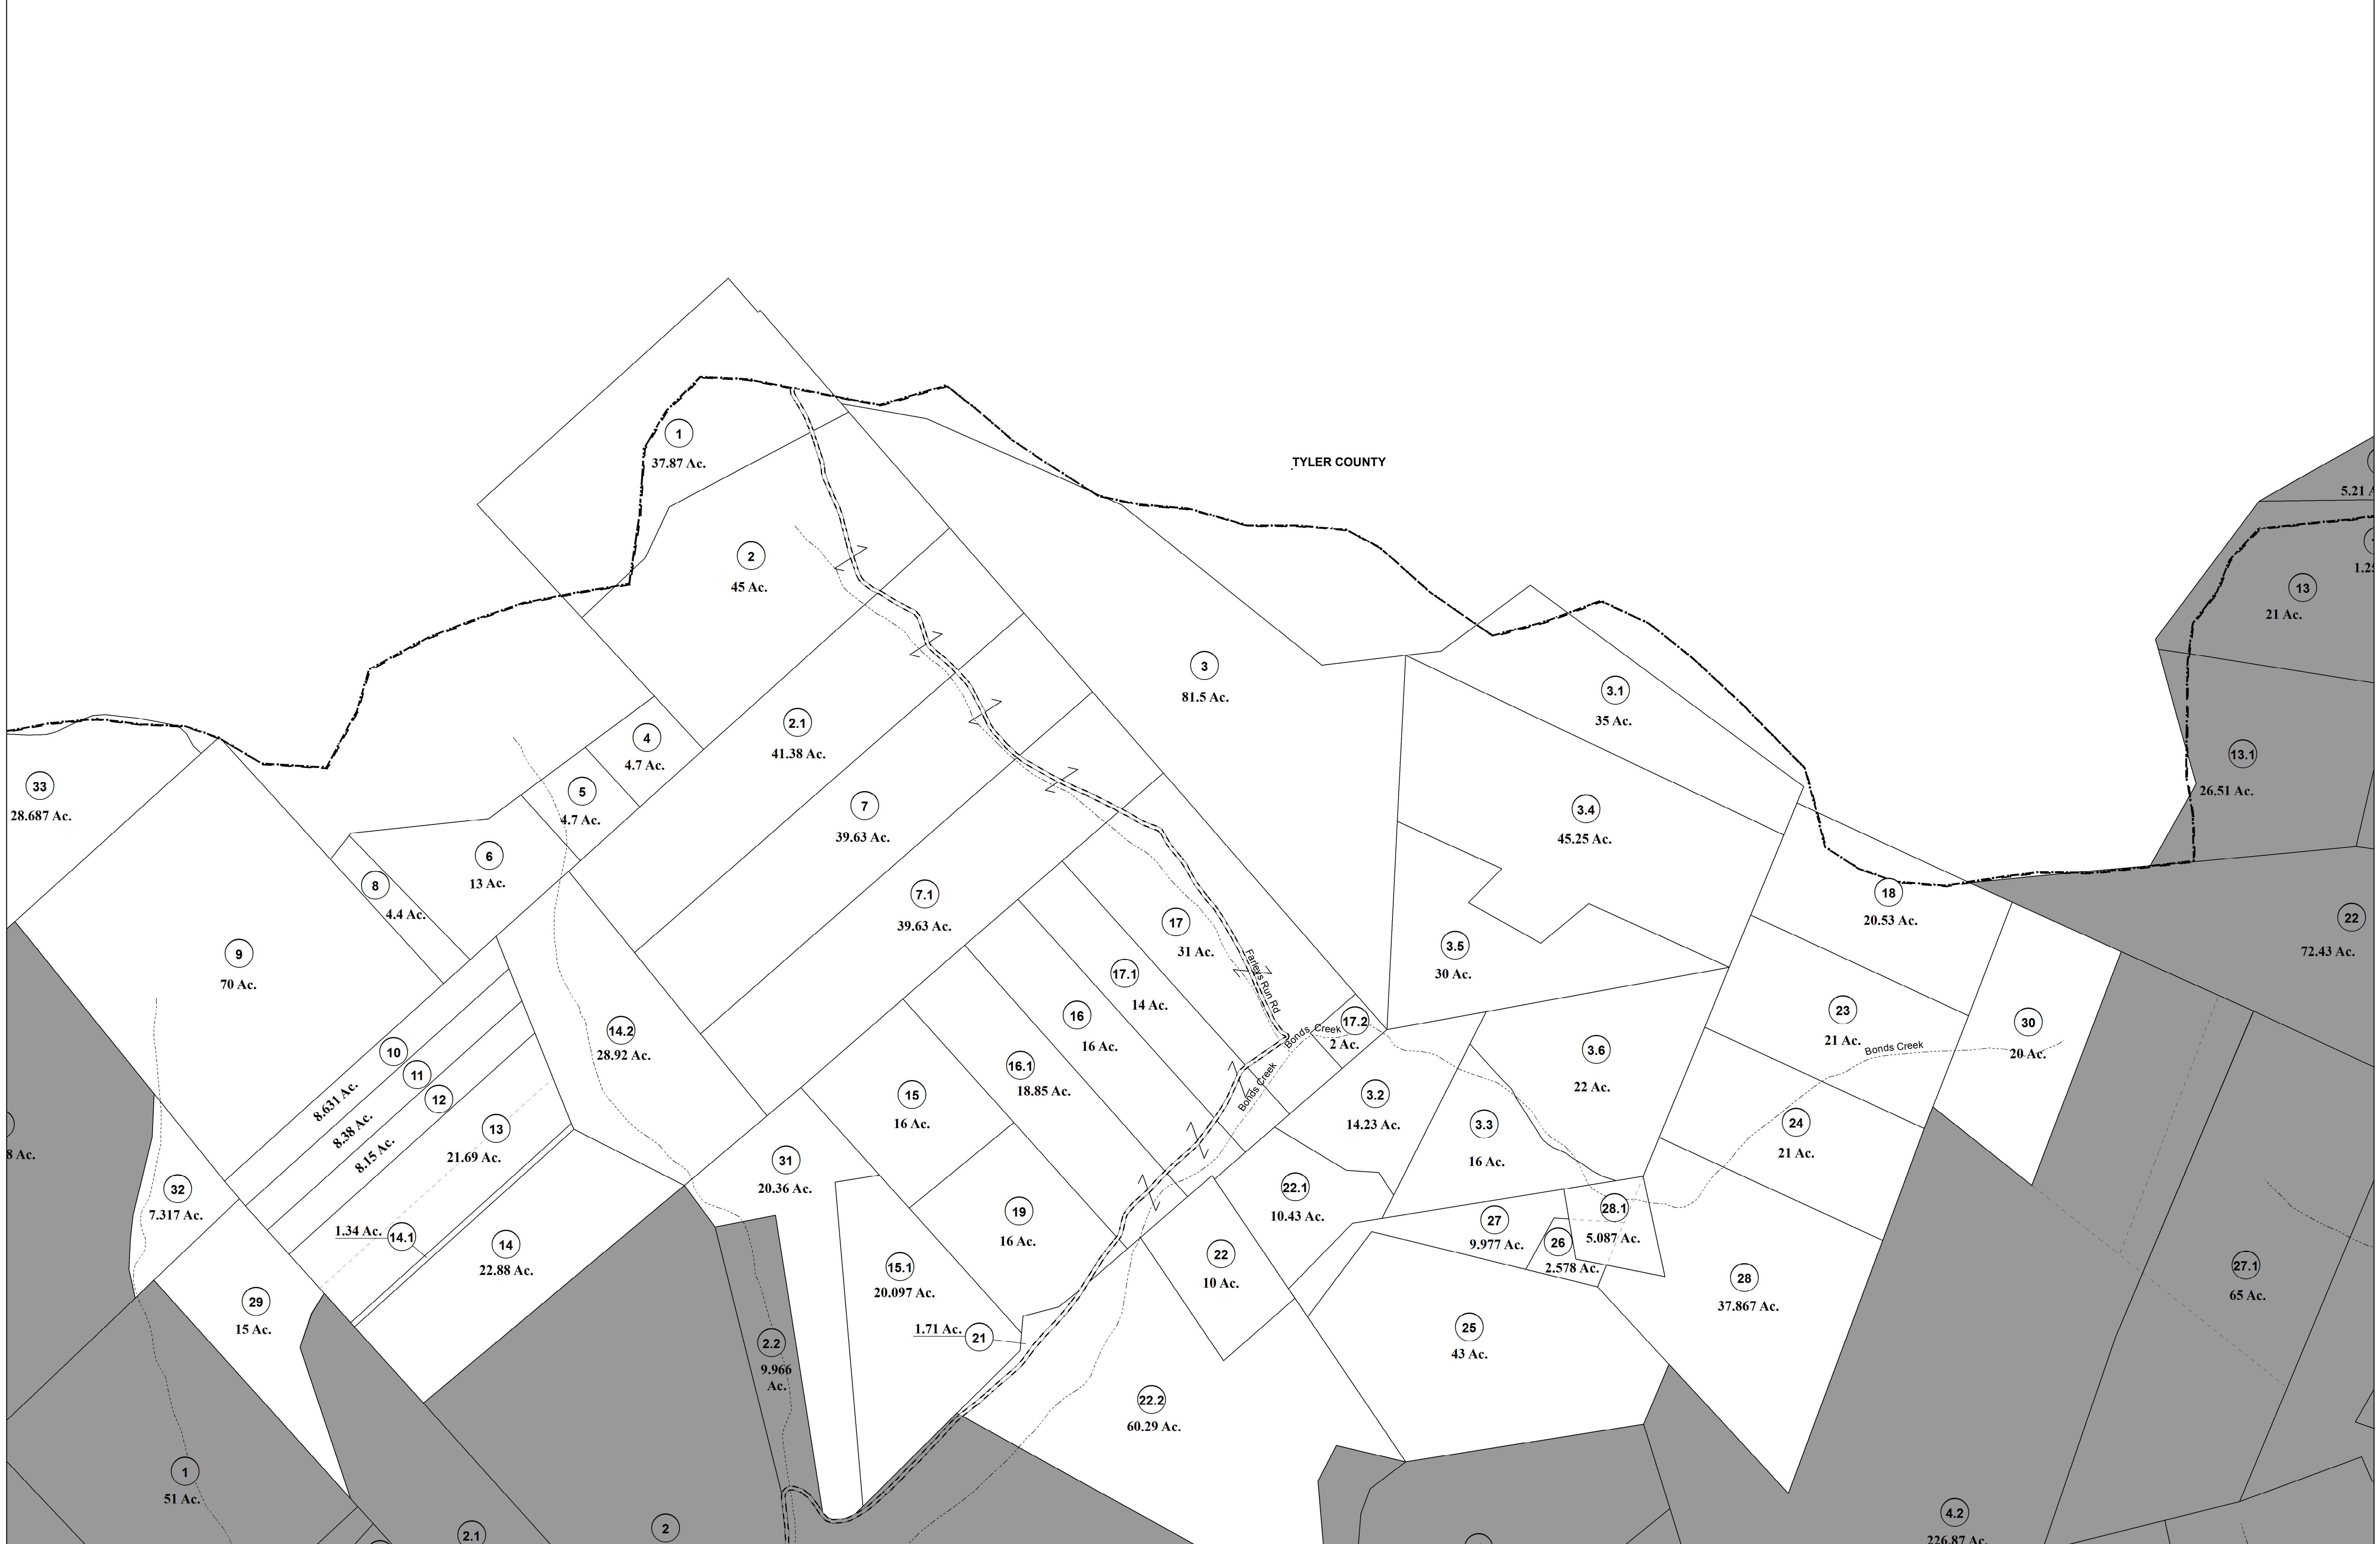 TYLER COUNTY
1
37.87 Ac.
2
45 Ac.
5.21
1.25
13
21 Ac.
3
81.5 Ac.
3.1
35 Ac.
2.1
41.38 Ac.
4
4.7 Ac.
5
4.7 Ac.
13.1
26.51 Ac.
33
28.687 Ac.
7
39.63 Ac.
3.4
45.25 Ac.
6
13 Ac.
8
4.4 Ac.
7.1
39.63 Ac.
18
20.53 Ac.
22
72.43 Ac.
17
31 Ac.
9
70 Ac.
3.5
30 Ac.
17.1
14 Ac.
Farleys Run Rd
16
16 Ac.
17.2
2 Ac.
Bonds Creek
Bonds Creek
23
21 Ac.
Bonds Creek
30
20 Ac.
14.2
28.92 Ac.
10
8.631 Ac.
11
8.38 Ac.
12
8.15 Ac.
3.6
22 Ac.
16.1
18.85 Ac.
15
16 Ac.
3.2
14.23 Ac.
3.3
16 Ac.
24
21 Ac.
13
21.69 Ac.
8 Ac.
31
20.36 Ac.
32
7.317 Ac.
22.1
10.43 Ac.
28.1
5.087 Ac.
19
16 Ac.
27
9.977 Ac.
26
2.578 Ac.
1.34 Ac.
14.1
14
22.88 Ac.
22
10 Ac.
15.1
20.097 Ac.
28
37.867 Ac.
27.1
65 Ac.
29
15 Ac.
1.71 Ac.
21
2.2
9.966
Ac.
25
43 Ac.
22.2
60.29 Ac.
1
51 Ac.
2.1
2
4.2
226.87 Ac.